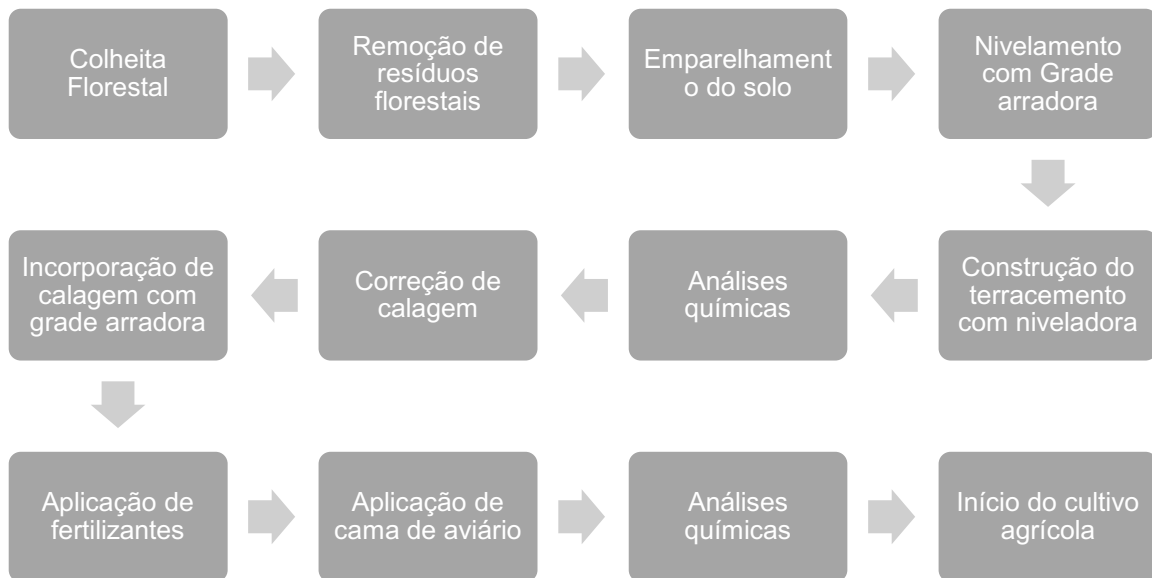 Colheita
Florestal
Remoção de
resíduos
florestais
Emparelhament
o do solo
Nivelamento
com Grade
arradora
Construção do
terracemento
com niveladora
Análises
químicas
Correção de
calagem
Incorporação de
calagem com
grade arradora
Aplicação de
fertilizantes
Aplicação de
cama de aviário
Análises
químicas
Início do cultivo
agrícola